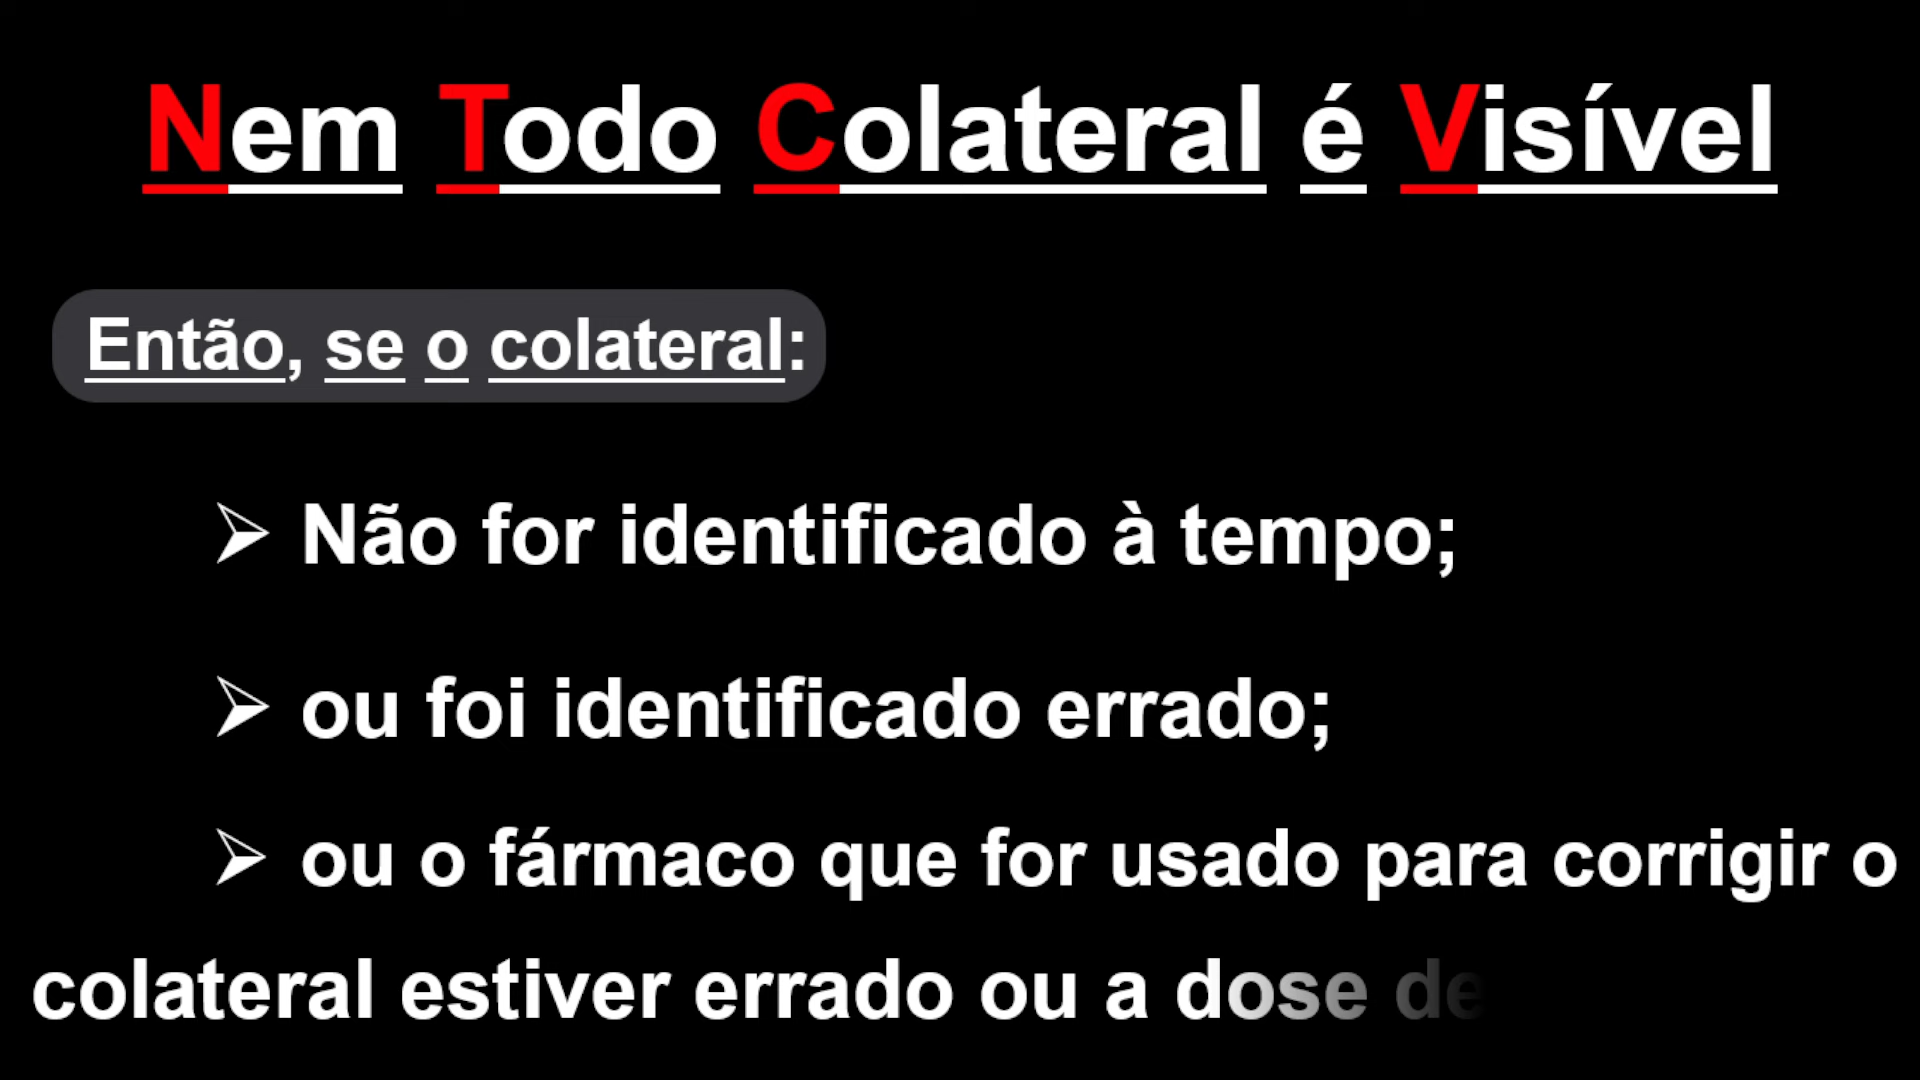 Nem Todo Colateral é Visível
Então, se o colateral:
➢ Não for identificado à tempo;
➢ ou foi identificado errado;
➢ ou o fármaco que for usado para corrigir o
colateral estiver errado ou a dose de